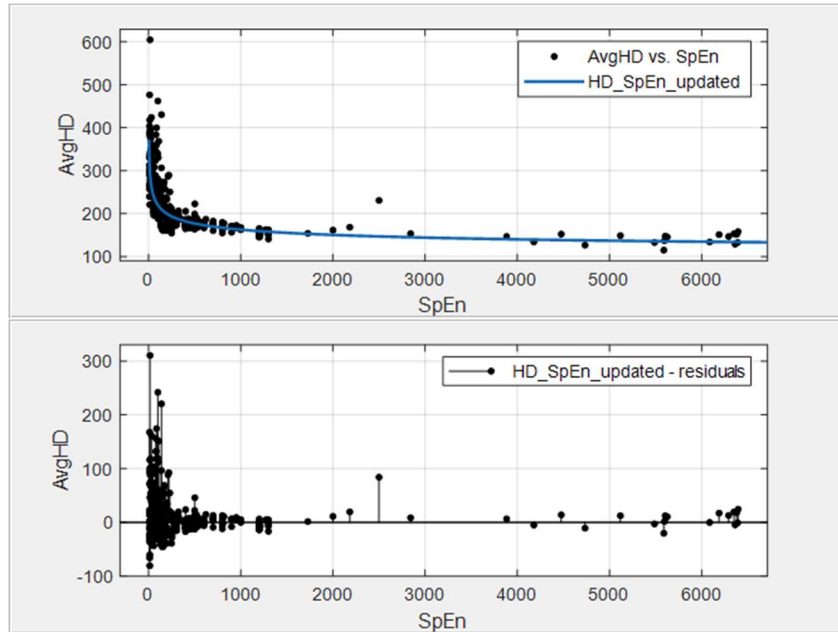 600
500
400
300
200
100
AvgHD
AvgHD vs. SpEn
HD_SpEn_updated
0 1000 2000 3000 4000 5000 6000
SpEn
300
200
100
0
-100
AvgHD
HD_SpEn_updated - residuals
0 1000 2000 3000 4000 5000 6000
SpEn